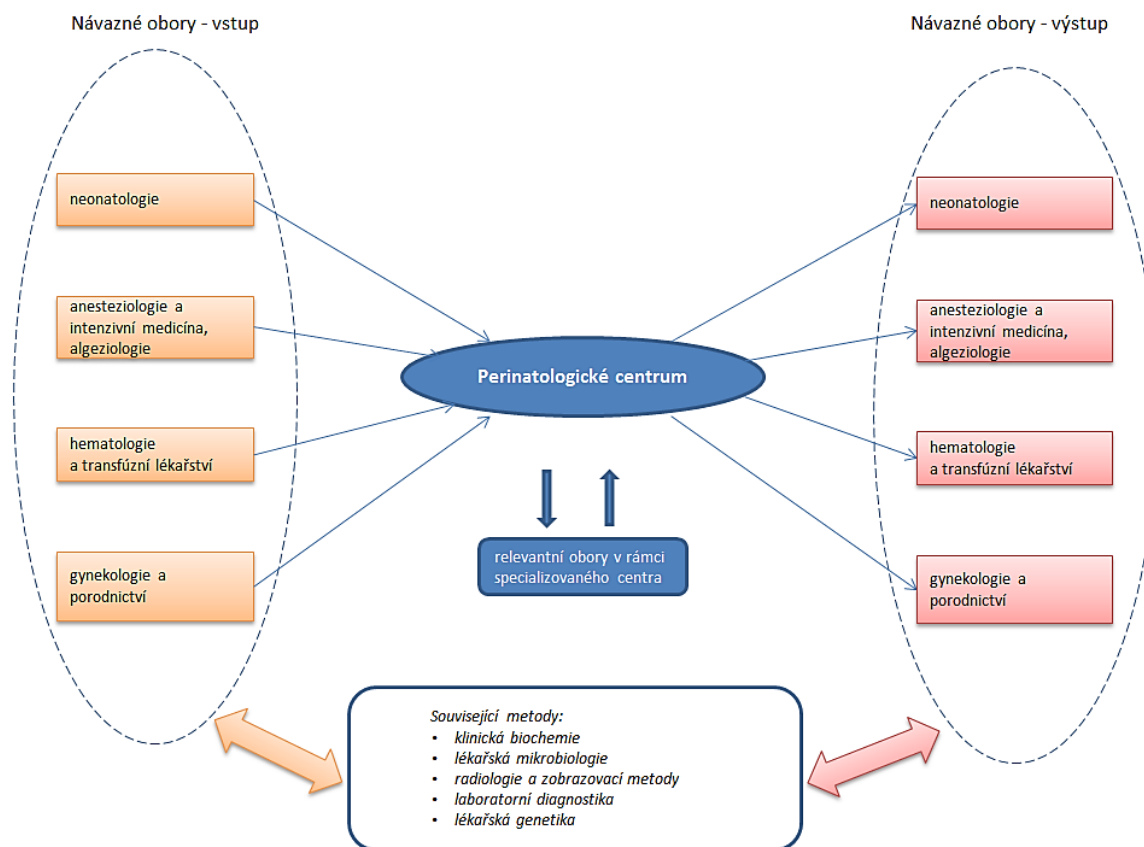 Návazné obory - vstup
Návazné obory - výstup
neonatologie
anesteziologie a
intenzivní medicína,
algeziologie
hematologie
a transfúzní lékařství
gynekologie a
porodnictví
Perinatologické centrum
relevantní obory v rámci
specializovaného centra
neonatologie
anesteziologie a
intenzivní medicína,
algeziologie
hematologie
a transfúzní lékařství
gynekologie a
porodnictví
Související metody:
• klinická biochemie
• lékařská mikrobiologie
• radiologie a zobrazovací metody
• laboratorní diagnostika
• lékařská genetika